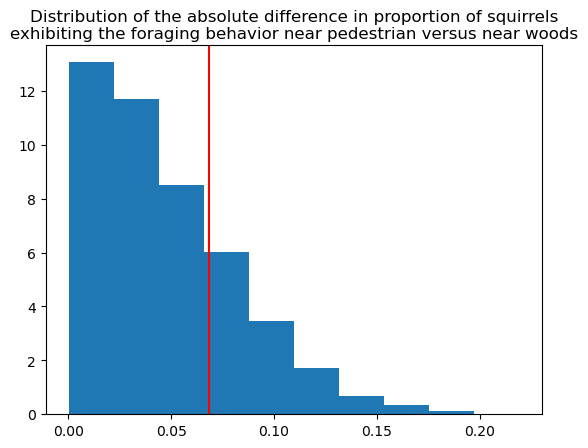 Distribution of the absolute difference in proportion of squirrels
exhibiting the foraging behavior near pedestrian versus near woods
12
10
8
6
4
2
0
0.00 0.05 0.10 0.15 0.20